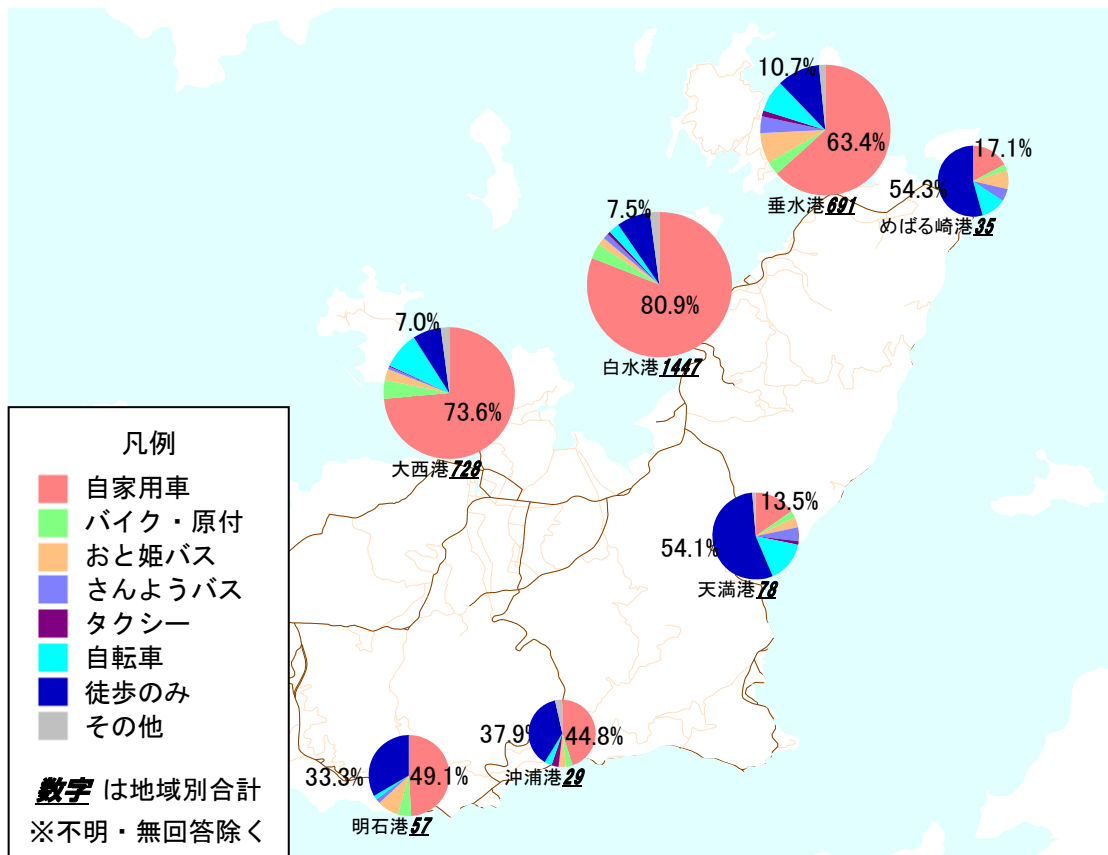 10.7%
63.4%
垂水港691
17.1%
54.3%
めばる崎港35
7.5%
80.9%
白水港1447
7.0%
73.6%
大西港728
13.5%
54.1%
天満港78
37.9%
44.8%
沖浦港29
33.3%
49.1%
明石港57
凡例
自家用車
バイク・原付
おと姫バス
さんようバス
タクシー
自転車
徒歩のみ
その他
数字 は地域別合計
※不明・無回答除く